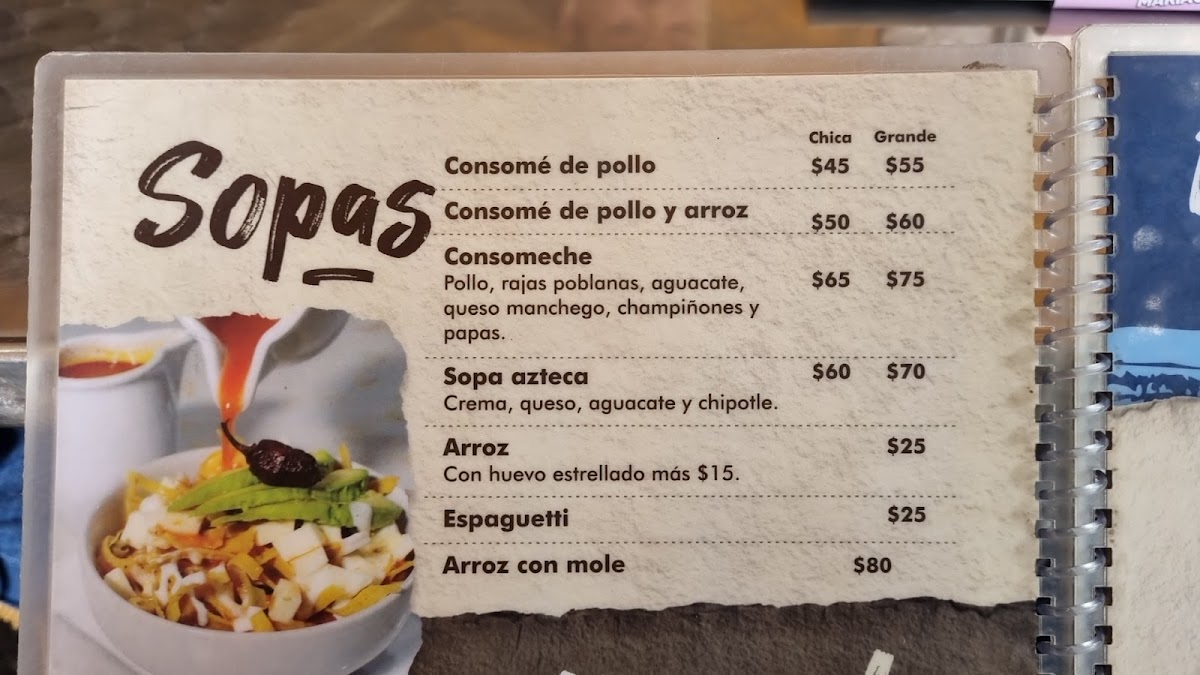 Sopas
Chica Grande
Consomé de pollo $45 $55
Consomé de pollo y arroz $50 $60
Consomeche
Pollo, rajas poblanas, aguacate, $65 $75
queso manchego, champiñones y
papas.
Sopa azteca $60 $70
Crema, queso, aguacate y chipotle.
Arroz $25
Con huevo estrellado más $15.
Espaguetti $25
Arroz con mole $80